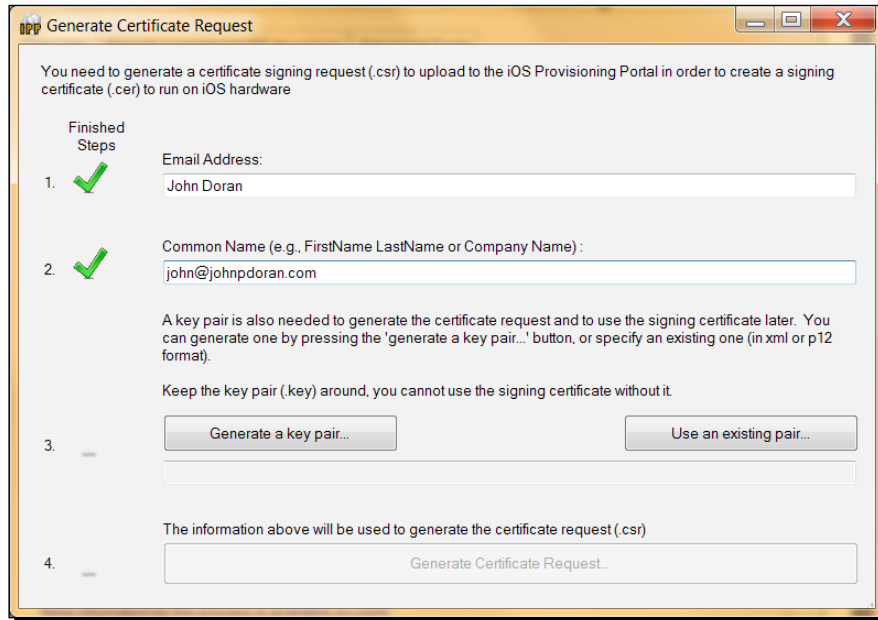 iPP Generate Certificate Request
You need to generate a certificate signing request (.csr) to upload to the iOS Provisioning Portal in order to create a signing
certificate (.cer) to run on iOS hardware
Finished
Steps
Email Address:
1.
John Doran
Common Name (e.g., FirstName LastName or Company Name) :
2.
john@johnpdoran.com
A key pair is also needed to generate the certificate request and to use the signing certificate later. You
can generate one by pressing the 'generate a key pair...' button, or specify an existing one (in xml or p12
format).
Keep the key pair (.key) around, you cannot use the signing certificate without it.
3.
Generate a key pair...
Use an existing pair...
The information above will be used to generate the certificate request (.csr)
4.
Generate Certificate Request...